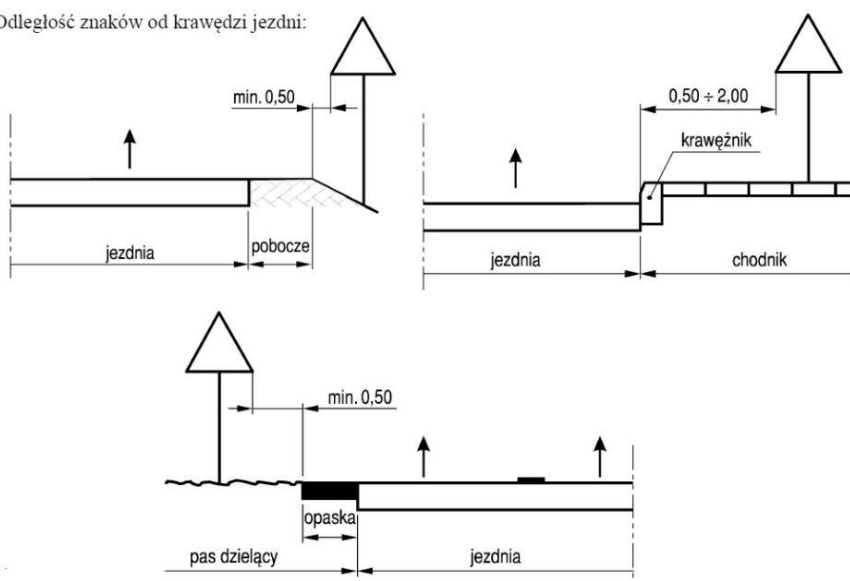 Odległość znaków od krawędzi jezdni:
min. 0,50
jezdnia
pobocze
0,50 ÷ 2,00
krawężnik
jezdnia
chodnik
min. 0,50
opaska
pas dzielący
jezdnia